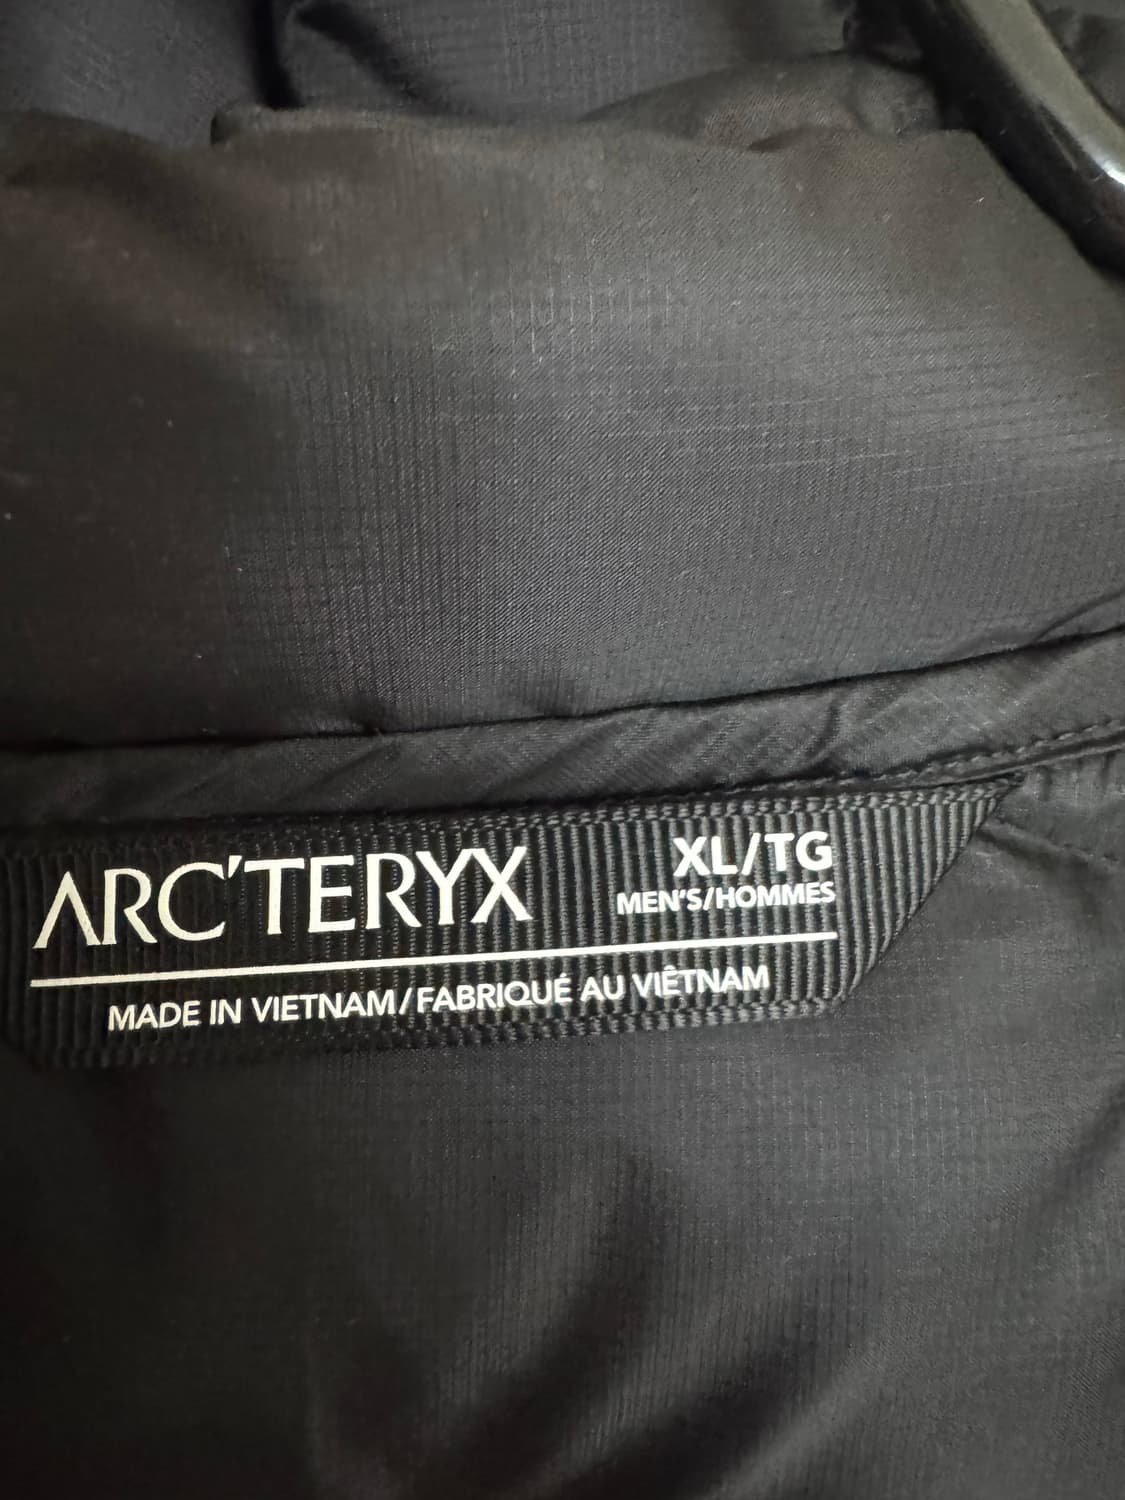 ARC'TERYX
XL/TG
MEN'S/HOMMES
MADE IN VIETNAM/FABRIQUÉ AU VIÊTNAM